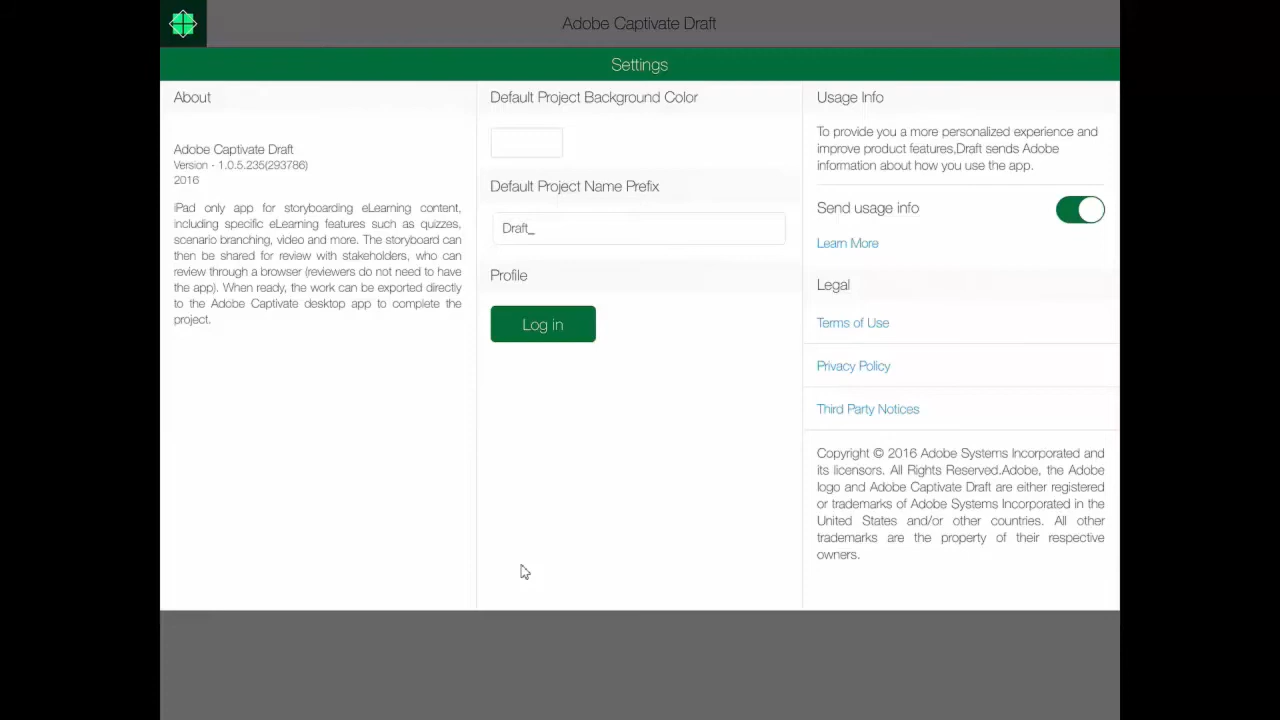 Adobe Captivate Draft
Settings
About
Adobe Captivate Draft
Version - 1.0.5.235(293786)
2016
iPad only app for storyboarding eLearning content,
including specific eLearning features such as quizzes,
scenario branching, video and more. The storyboard can
then be shared for review with stakeholders, who can
review through a browser (reviewers do not need to have
the app). When ready, the work can be exported directly
to the Adobe Captivate desktop app to complete the
project.
Default Project Background Color
Default Project Name Prefix
Draft_
Profile
Log in
Usage Info
To provide you a more personalized experience and
improve product features,Draft sends Adobe
information about how you use the app.
Send usage info
Learn More
Legal
Terms of Use
Privacy Policy
Third Party Notices
Copyright © 2016 Adobe Systems Incorporated and
its licensors. All Rights Reserved.Adobe, the Adobe
logo and Adobe Captivate Draft are either registered
or trademarks of Adobe Systems Incorporated in the
United States and/or other countries. All other
trademarks are the property of their respective
owners.